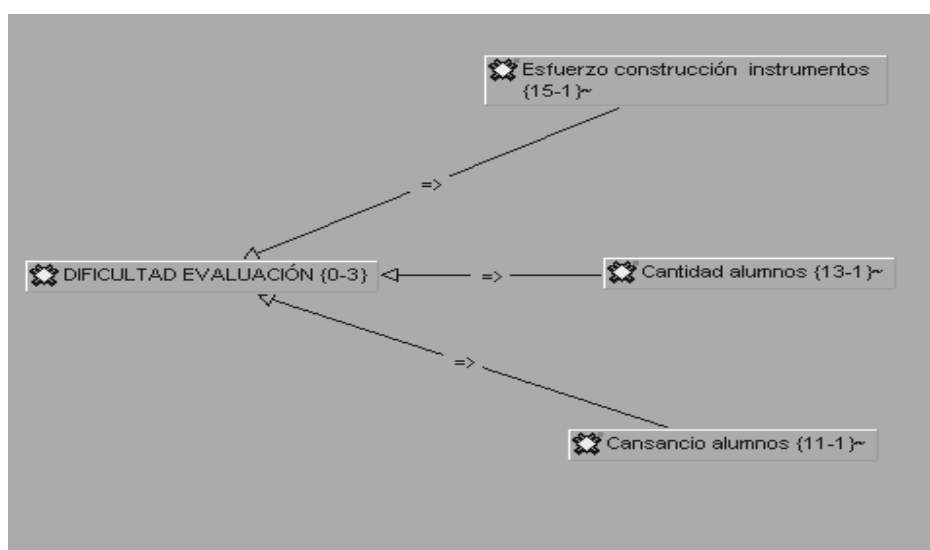 Esfuerzo construcción instrumentos
{15-1}~
=>
DIFICULTAD EVALUACIÓN {0-3}
=>
Cantidad alumnos {13-1}~
=>
Cansancio alumnos {11-1}~